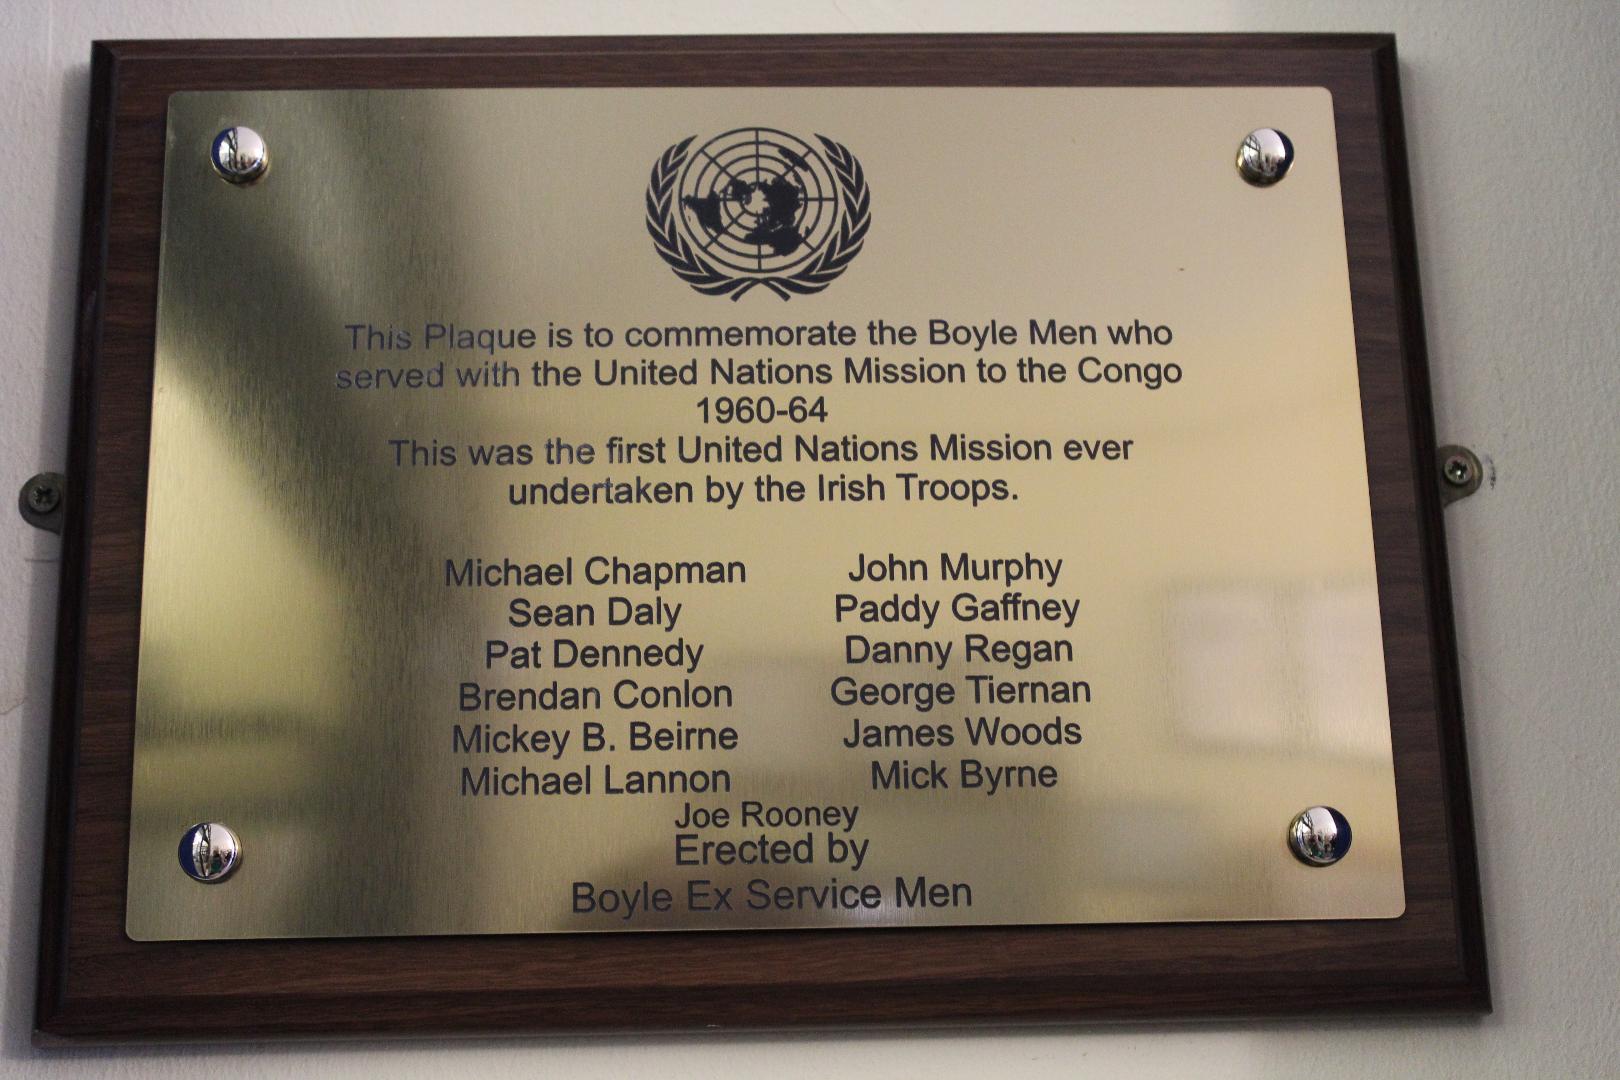 This Plaque is to commemorate the Boyle Men who
served with the United Nations Mission to the Congo
1960-64
This was the first United Nations Mission ever
undertaken by the Irish Troops.
Michael Chapman John Murphy
Sean Daly Paddy Gaffney
Pat Dennedy Danny Regan
Brendan Conlon George Tiernan
Mickey B. Beirne James Woods
Michael Lannon Mick Byrne
Joe Rooney
Erected by
Boyle Ex Service Men